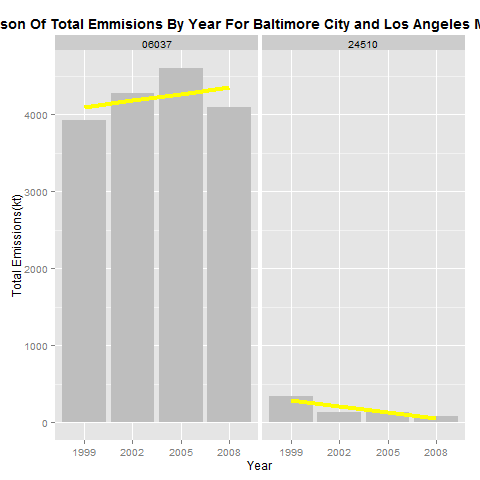 son Of Total Emmisions By Year For Baltimore City and Los Angeles M
06037 24510
Total Emissions(kt)
4000
3000
2000
1000
0
1999 2002 2005 2008 1999 2002 2005 2008
Year